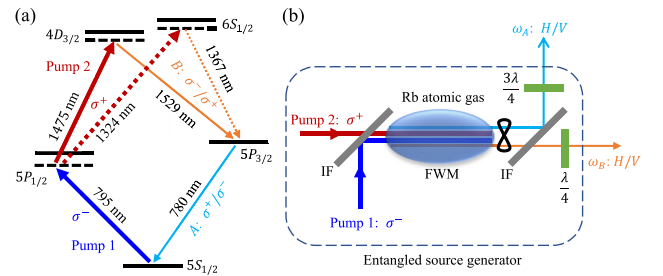 (a)
6S₁/₂
4D₃/₂
Pump 2
1475 nm
σ⁺
1324 nm
B: σ⁻/σ⁺
1367 nm
1529 nm
5P₃/₂
5P₁/₂
σ⁻
795 nm
780 nm
A: σ⁺/σ⁻
Pump 1
5S₁/₂
(b)
ω_A: H/V
Rb atomic gas
3λ/4
Pump 2: σ⁺
IF
FWM
IF
λ/4
ω_B: H/V
Pump 1: σ⁻
Entangled source generator